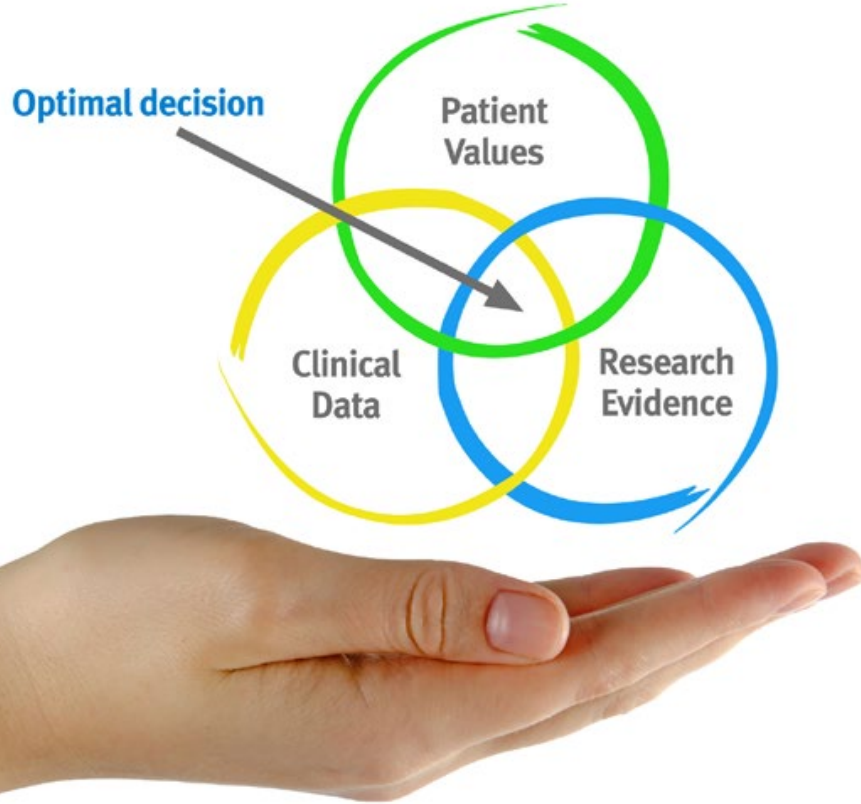 Optimal decision
Patient
Values
Clinical
Data
Research
Evidence